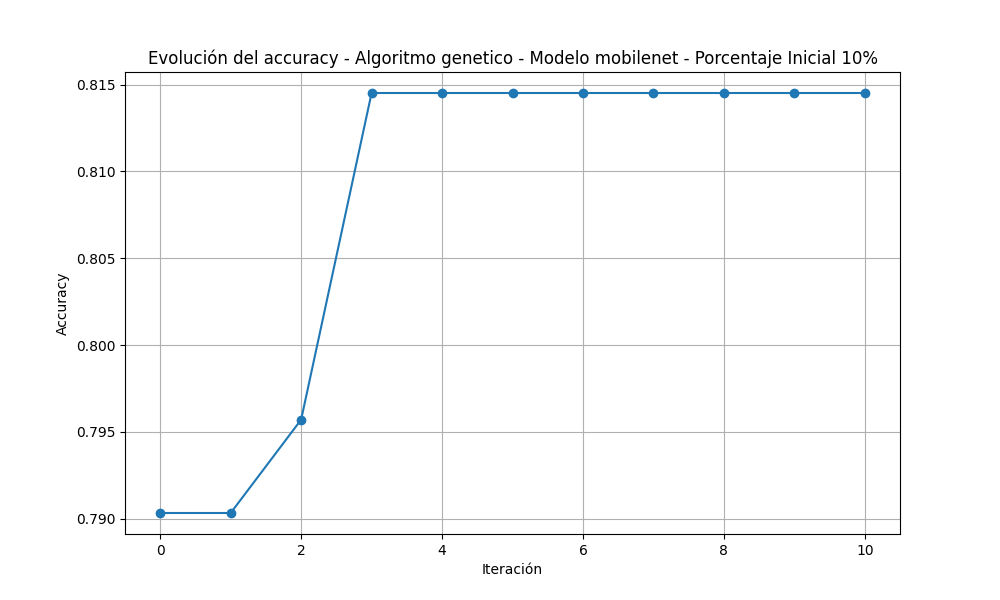 Evolución del accuracy - Algoritmo genetico - Modelo mobilenet - Porcentaje Inicial 10%
0.815
0.810
0.805
0.800
0.795
0.790
Accuracy
0 2 4 6 8 10
Iteración